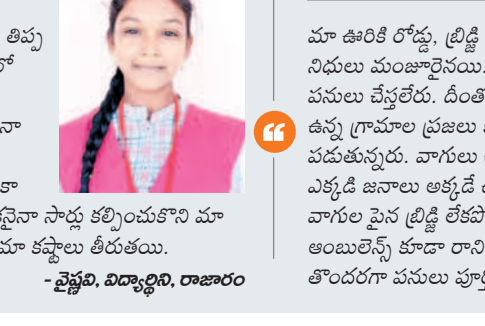 తిప్ప
లో
నా
కా
కనైనా సార్లు కల్పించుకొని మా
మా కష్టాలు తీరుతయి.
- వైష్ణవి, విద్యార్థిని, రాజారం
మా ఊరికి రోడ్డు, బ్రిడ్జి
నిధులు మంజూరైనయి.
పనులు చేస్తలేరు. దీంతో
ఉన్న గ్రామాల ప్రజలు
పడుతున్నరు. వాగులు
ఎక్కడి జనాలు అక్కడే
వాగుల పైన బ్రిడ్జి
ఆంబులెన్స్ కూడా
తొందరగా పనులు